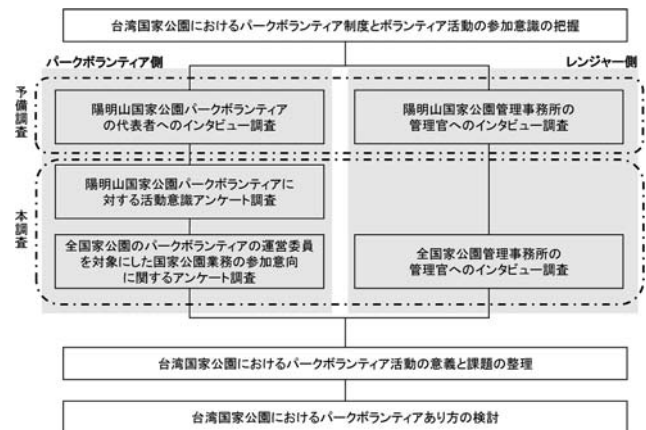 台湾国家公園におけるパークボランティア制度とボランティア活動の参加意識の把握
パークボランティア側
レンジャー側
予備調査
陽明山国家公園パークボランティア
の代表者へのインタビュー調査
陽明山国家公園管理事務所の
管理官へのインタビュー調査
本調査
陽明山国家公園パークボランティアに
対する活動意識アンケート調査
全国家公園のパークボランティアの運営委員
を対象にした国家公園業務の参加意向
に関するアンケート調査
全国家公園管理事務所の
管理官へのインタビュー調査
台湾国家公園におけるパークボランティア活動の意義と課題の整理
台湾国家公園におけるパークボランティアあり方の検討